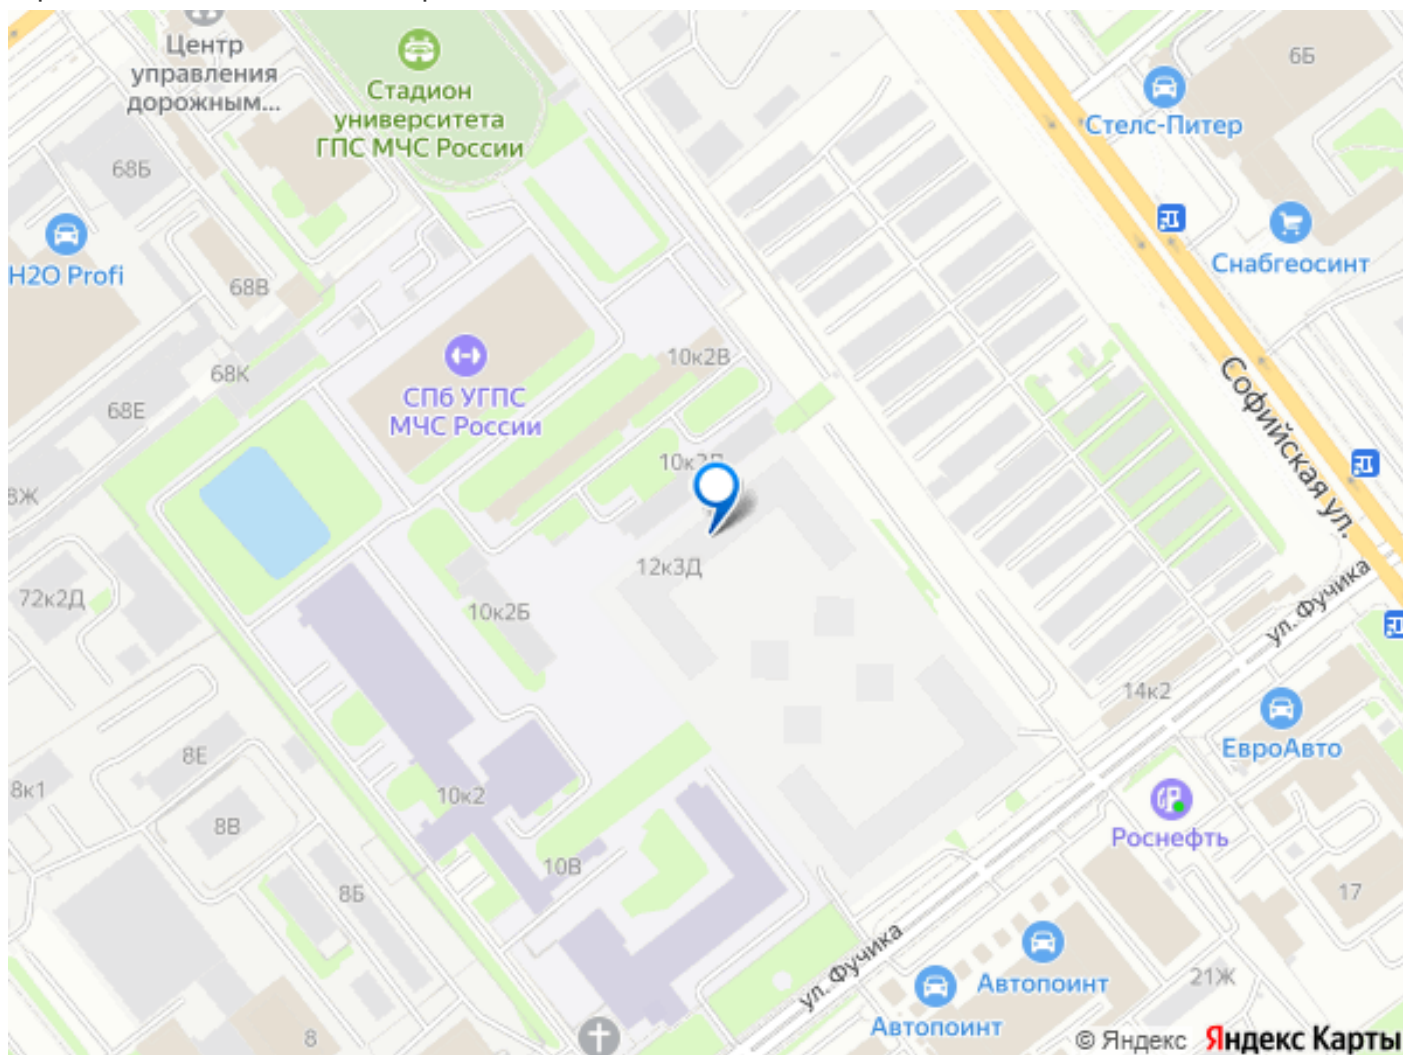 Центр
управления
дорожным...
Стадион
университета
ГПС МЧС России
6Б
Стелс-Питер
68Б
H2O Profi
Снабгеосинт
68В
10к2В
68К
СПб УГПС
МЧС России
68Е
Софийская ул.
12к3Д
72к2Д
10к2Б
ул. Фучика
14к2
ЕвроАвто
8Е
8к1
10к2
8В
Роснефть
10В
8Б
17
ул. Фучика
Автопоинт
21Ж
Автопоинт
8
© Яндекс Яндекс Карты